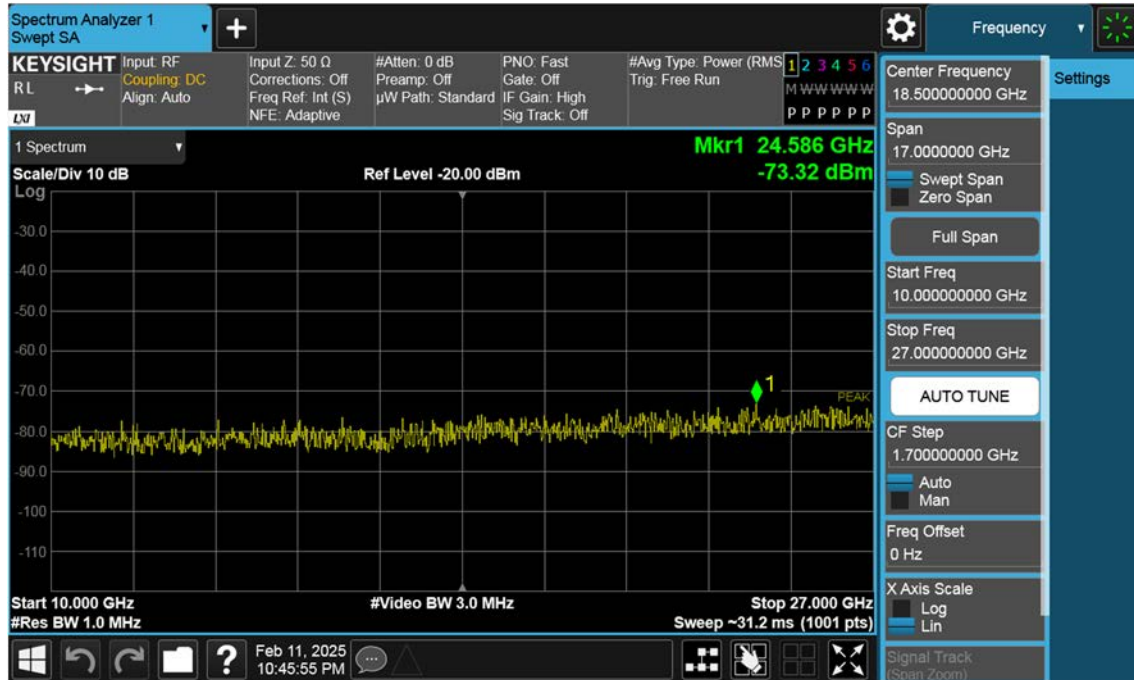 Spectrum Analyzer 1
Swept SA
Frequency
KEYSIGHT
R L
LXI
Input: RF
Coupling: DC
Align: Auto
Input Z: 50 Ω
Corrections: Off
Freq Ref: Int (S)
NFE: Adaptive
#Atten: 0 dB
Preamp: Off
µW Path: Standard
PNO: Fast
Gate: Off
IF Gain: High
Sig Track: Off
#Avg Type: Power (RMS
Trig: Free Run
1 2 3 4 5 6
M W W W W W
P P P P P P
1 Spectrum
Mkr1 24.586 GHz
-73.32 dBm
Scale/Div 10 dB
Ref Level -20.00 dBm
Log
-30.0
-40.0
-50.0
-60.0
-70.0
-80.0
-90.0
-100
-110
1
PEAK
Start 10.000 GHz
#Video BW 3.0 MHz
Stop 27.000 GHz
#Res BW 1.0 MHz
Sweep ~31.2 ms (1001 pts)
Feb 11, 2025
10:45:55 PM
?
Center Frequency
18.500000000 GHz
Settings
Span
17.0000000 GHz
Swept Span
Zero Span
Full Span
Start Freq
10.000000000 GHz
Stop Freq
27.000000000 GHz
AUTO TUNE
CF Step
1.700000000 GHz
Auto
Man
Freq Offset
0 Hz
X Axis Scale
Log
Lin
Signal Track
(Span Zoom)